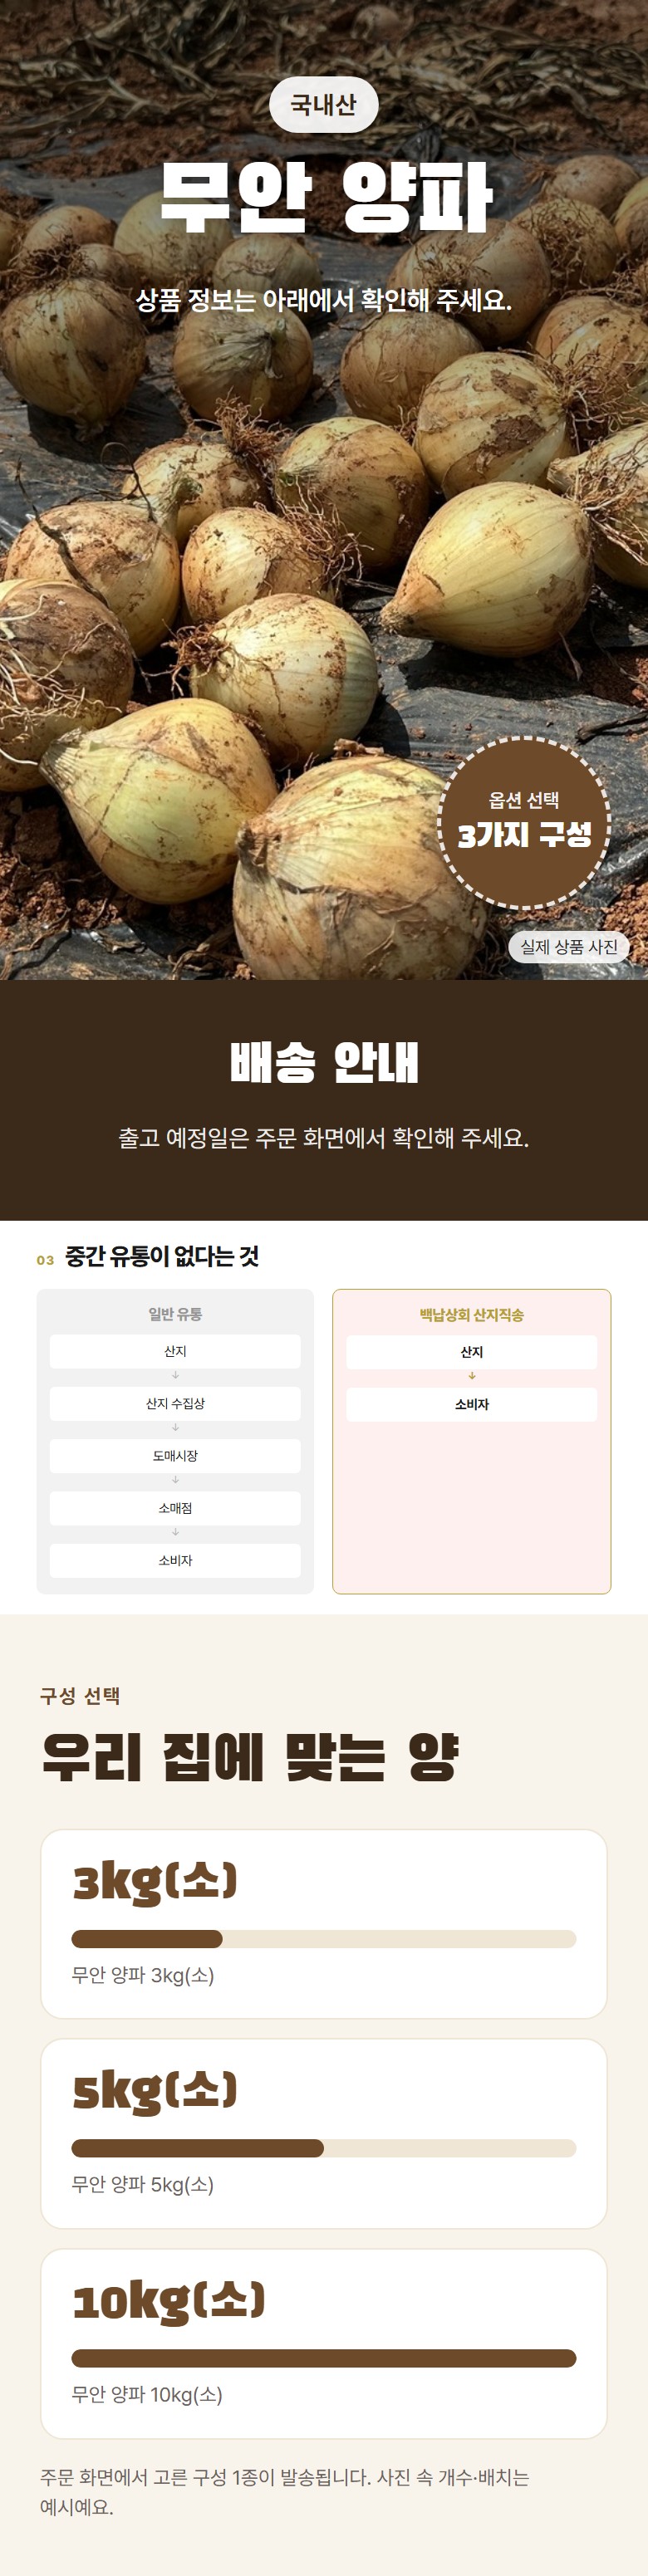 국내산
무안 양파
상품 정보는 아래에서 확인해 주세요.
옵션 선택
3가지 구성
실제 상품 사진
배송 안내
출고 예정일은 주문 화면에서 확인해 주세요.
03 중간 유통이 없다는 것
일반 유통
산지
↓
산지 수집상
↓
도매시장
↓
소매점
↓
소비자
백납상회 산지직송
산지
↓
소비자
구성 선택
우리 집에 맞는 양
3kg(소)
무안 양파 3kg(소)
5kg(소)
무안 양파 5kg(소)
10kg(소)
무안 양파 10kg(소)
주문 화면에서 고른 구성 1종이 발송됩니다. 사진 속 개수·배치는
예시예요.